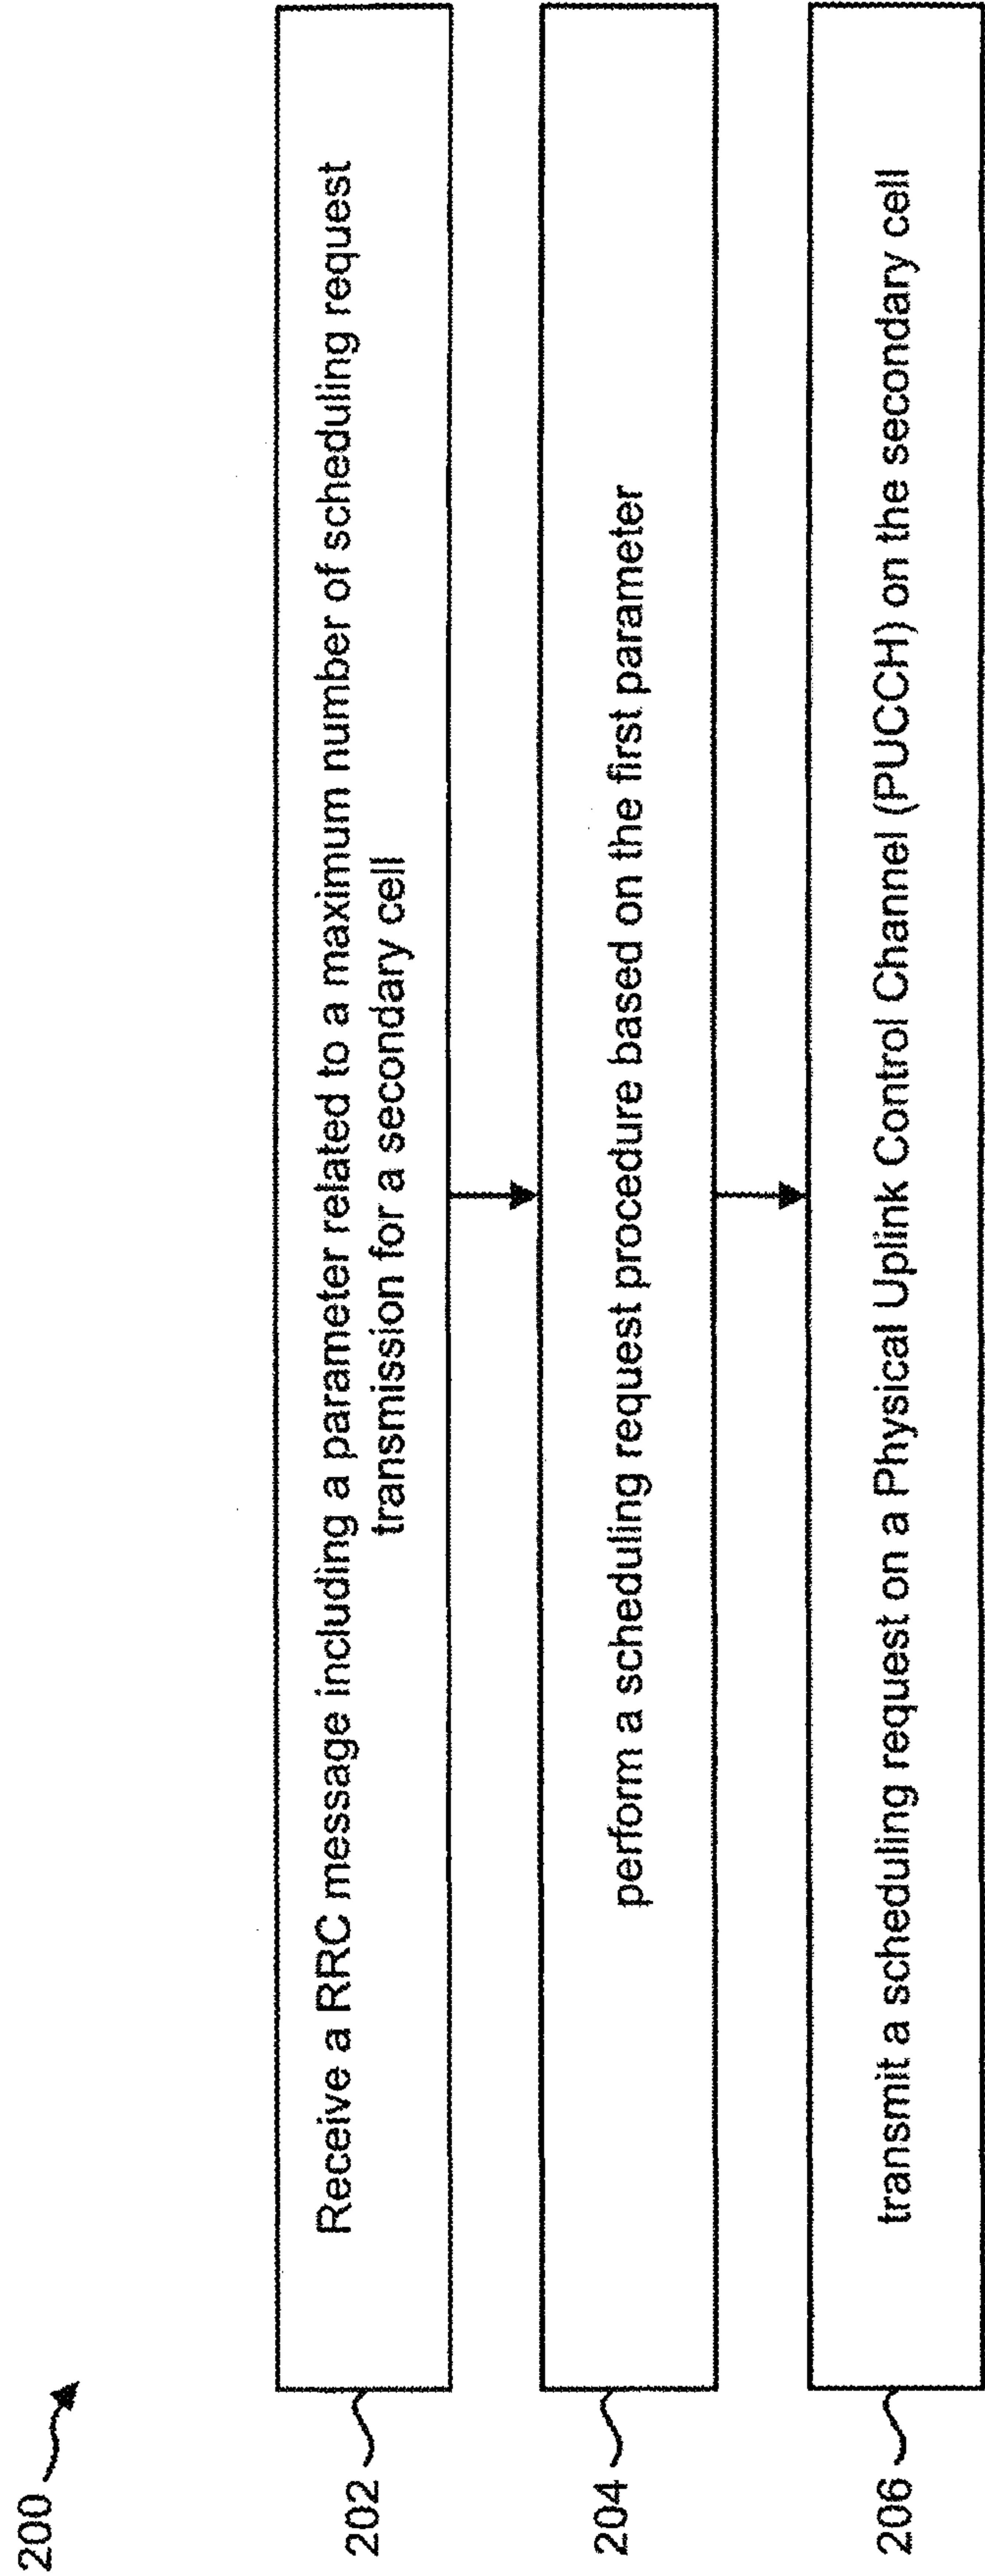 200
202
Receive a RRC message including a parameter related to a maximum number of scheduling request
transmission for a secondary cell
204
perform a scheduling request procedure based on the first parameter
206
transmit a scheduling request on a Physical Uplink Control Channel (PUCCH) on the secondary cell